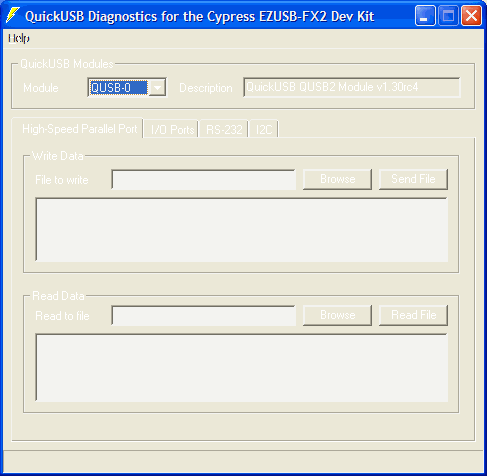 QuickUSB Diagnostics for the Cypress EZUSB-FX2 Dev Kit
Help
QuickUSB Modules
Module QUSB-0 Description QuickUSB QUSB2 Module v1.30rc4
High-Speed Parallel Port I/O Ports RS-232 I2C
Write Data
File to write Browse Send File
Read Data
Read to file Browse Read File